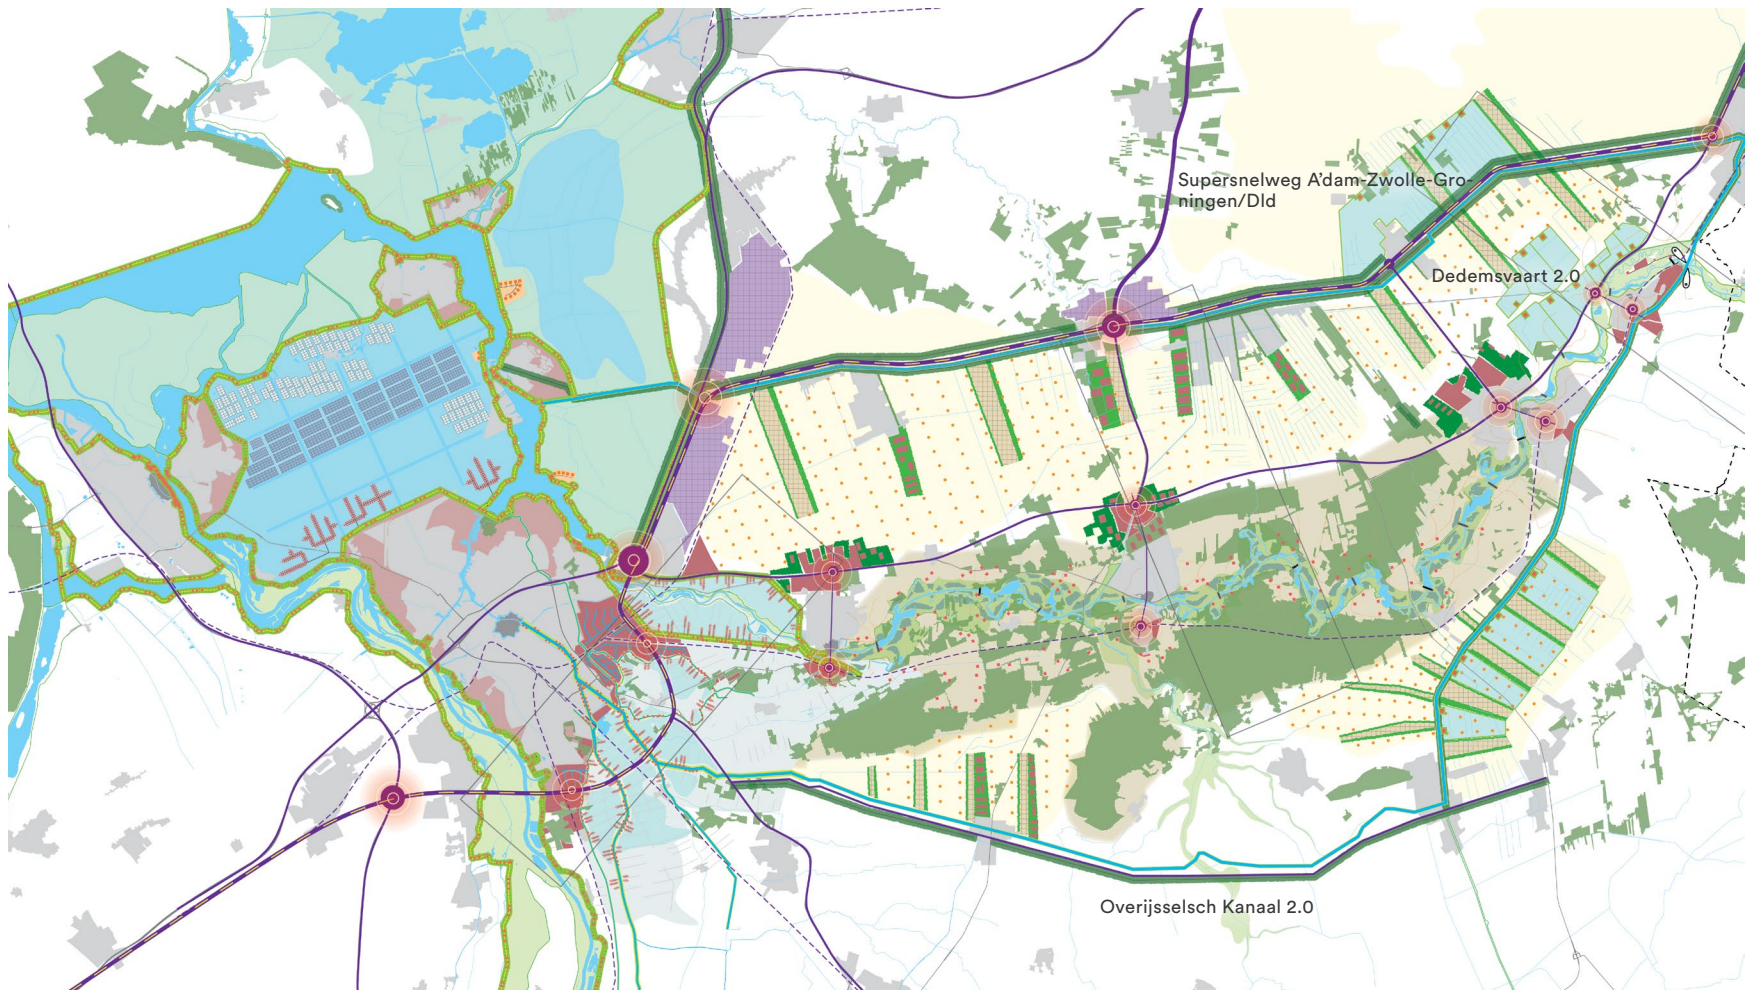 Supersnelweg A'dam-Zwolle-Gro-
ningen/Dld
Dedemsvaart 2.0
Overijsselsch Kanaal 2.0